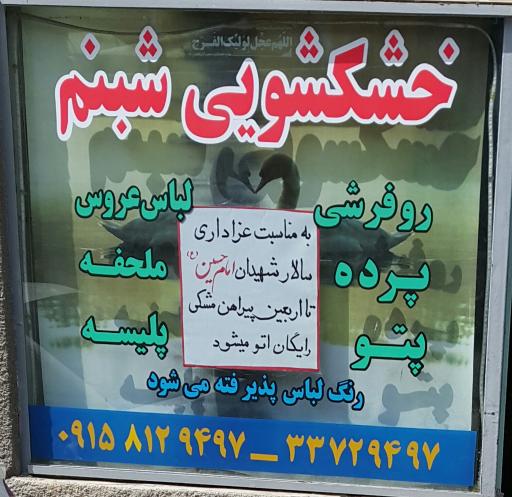 اللهم عجل لولیک الفرج
خشکشویی شبنم
روفرشی
لباس عروس
پرده
ملحفه
پتو
پلیسه
به مناسبت عزاداری
سالار شهیدان امام حسین (ع)
تا اربعین پیراهن مشکی
رایگان اتو میشود
رنگ لباس پذیرفته می شود
۰۹۱۵ ۸۱۲ ۹۴۹۷ _ ۳۳۷۲۹۴۹۷